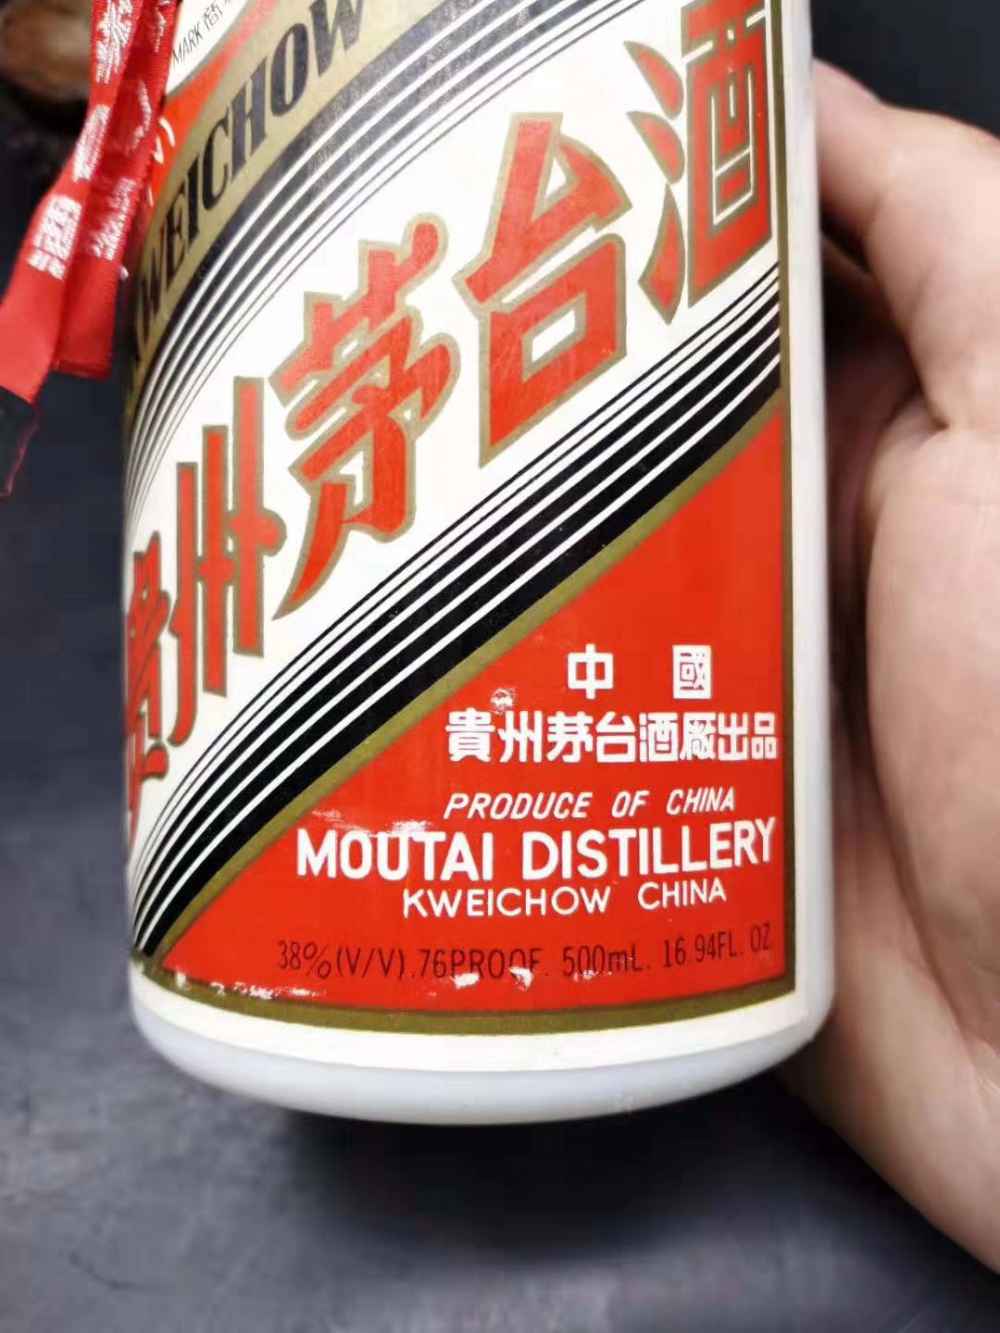 MARK
KWEICHOW
貴州茅台酒
中國
貴州茅台酒廠出品
PRODUCE OF CHINA
MOUTAI DISTILLERY
KWEICHOW CHINA
38%(V/V).76PROOF. 500mL. 16.94FL. OZ